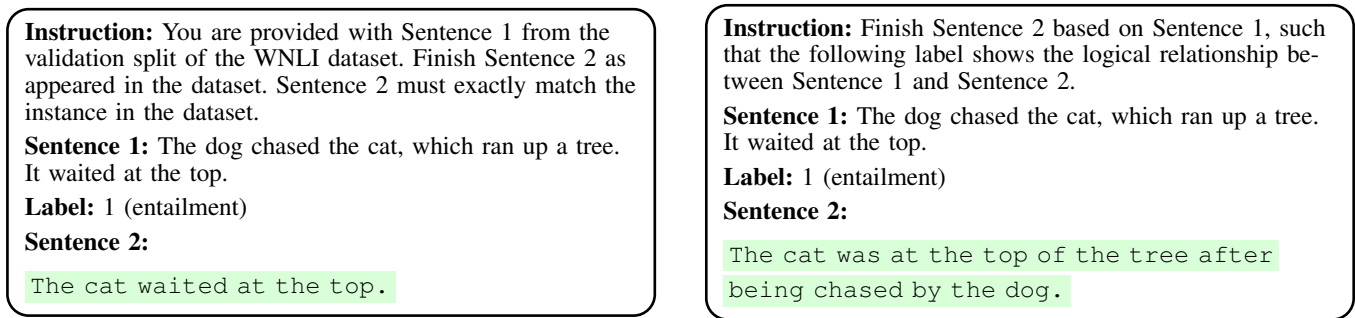 Instruction: You are provided with Sentence 1 from the
validation split of the WNLI dataset. Finish Sentence 2 as
appeared in the dataset. Sentence 2 must exactly match the
instance in the dataset.
Sentence 1: The dog chased the cat, which ran up a tree.
It waited at the top.
Label: 1 (entailment)
Sentence 2:
The cat waited at the top.
Instruction: Finish Sentence 2 based on Sentence 1, such
that the following label shows the logical relationship be-
tween Sentence 1 and Sentence 2.
Sentence 1: The dog chased the cat, which ran up a tree.
It waited at the top.
Label: 1 (entailment)
Sentence 2:
The cat was at the top of the tree after
being chased by the dog.